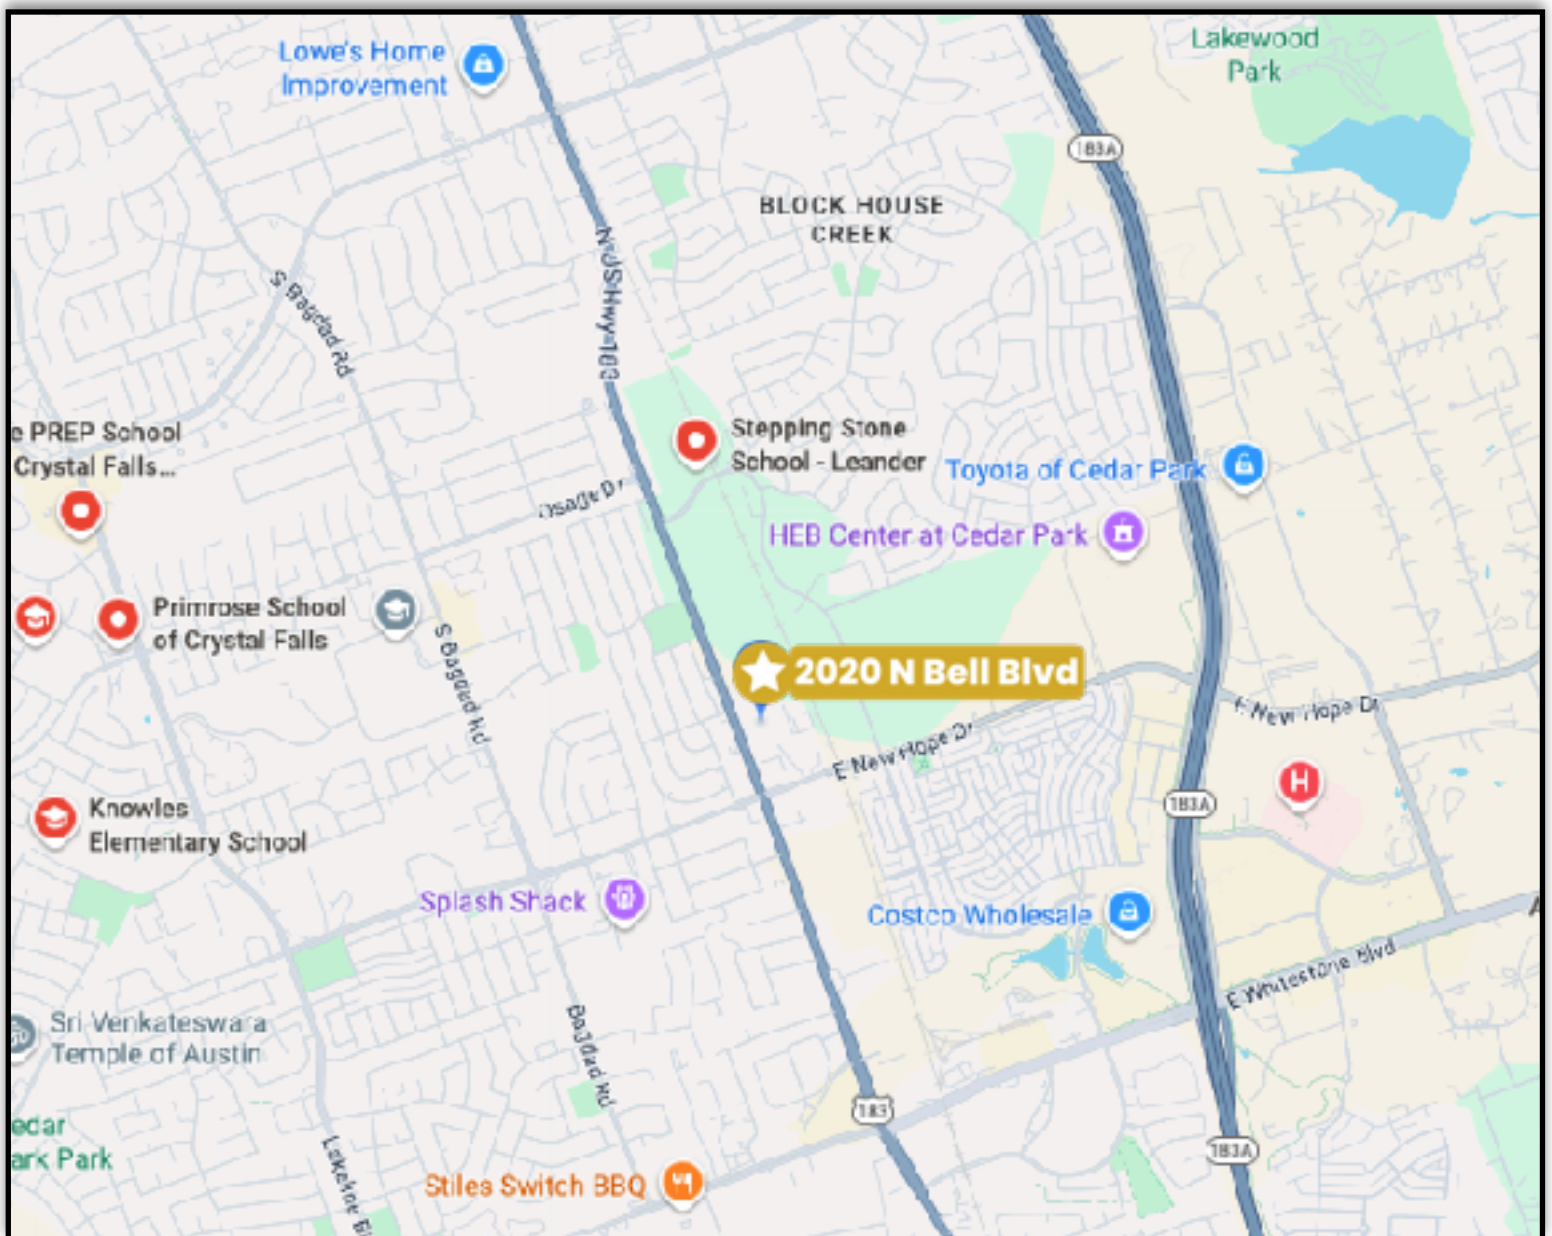 Lowe's Home
Improvement
Lakewood
Park
183A
BLOCK HOUSE
CREEK
N US Hwy 183
S Bagdad Rd
e PREP School
Crystal Falls...
Stepping Stone
School - Leander
Toyota of Cedar Park
Osage Dr
HEB Center at Cedar Park
Primrose School
of Crystal Falls
S Bagdad Rd
2020 N Bell Blvd
E New Hope Dr
E New Hope Dr
H
183A
Knowles
Elementary School
Splash Shack
Costco Wholesale
A
E Whitestone Blvd
Sri Venkateswara
Temple of Austin
Bagdad Rd
183
edar
ark Park
183A
Lakeline Bl
Stiles Switch BBQ